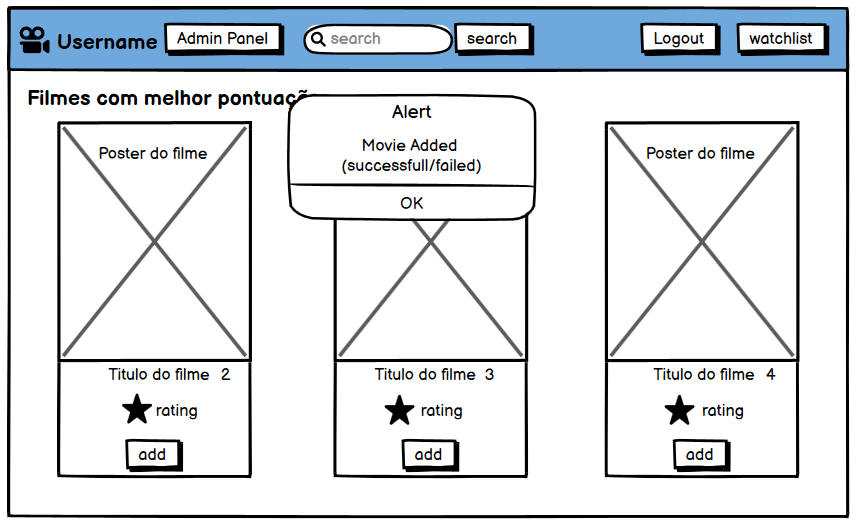 Username
Admin Panel
search
search
Logout
watchlist
Filmes com melhor pontuação
Alert
Movie Added
(successfull/failed)
OK
Poster do filme
Poster do filme
Titulo do filme 2
rating
add
Titulo do filme 3
rating
add
Titulo do filme 4
rating
add